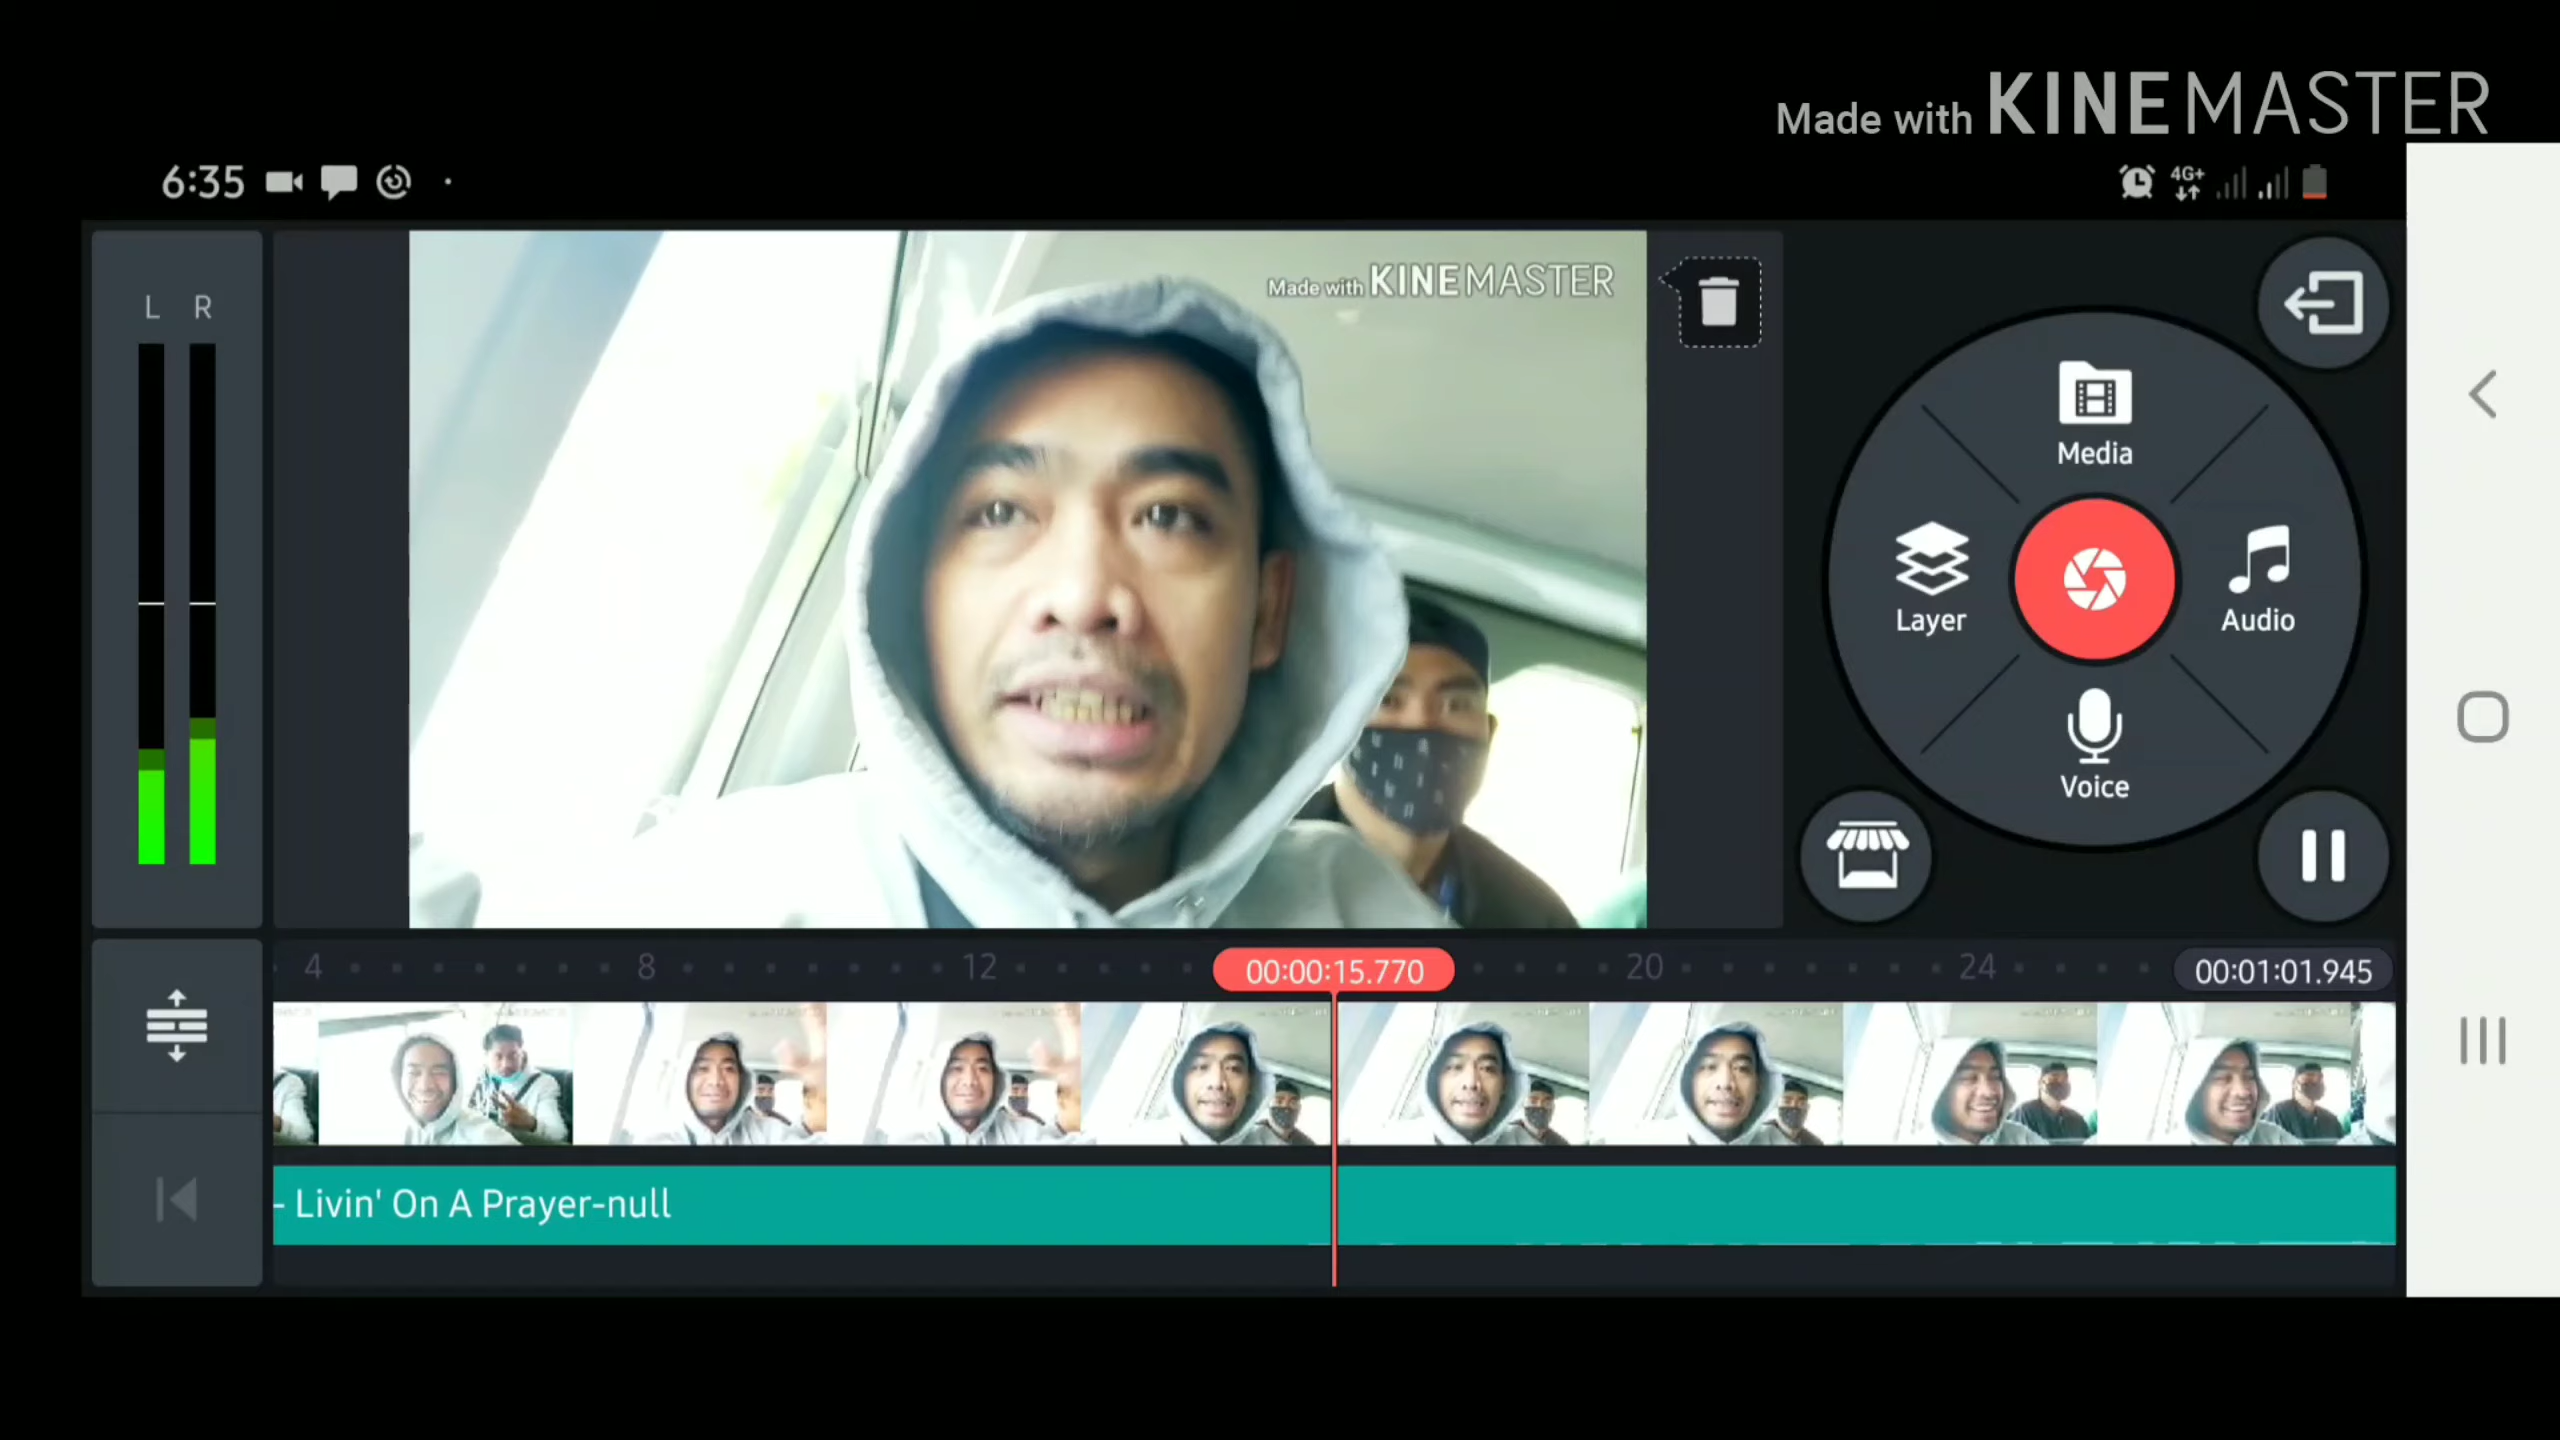 Made with KINEMASTER
6:35
4G+
L R
Made with KINEMASTER
Media
Layer
Audio
Voice
4 8 12 00:00:15.770 20 24 00:01:01.945
- Livin' On A Prayer-null